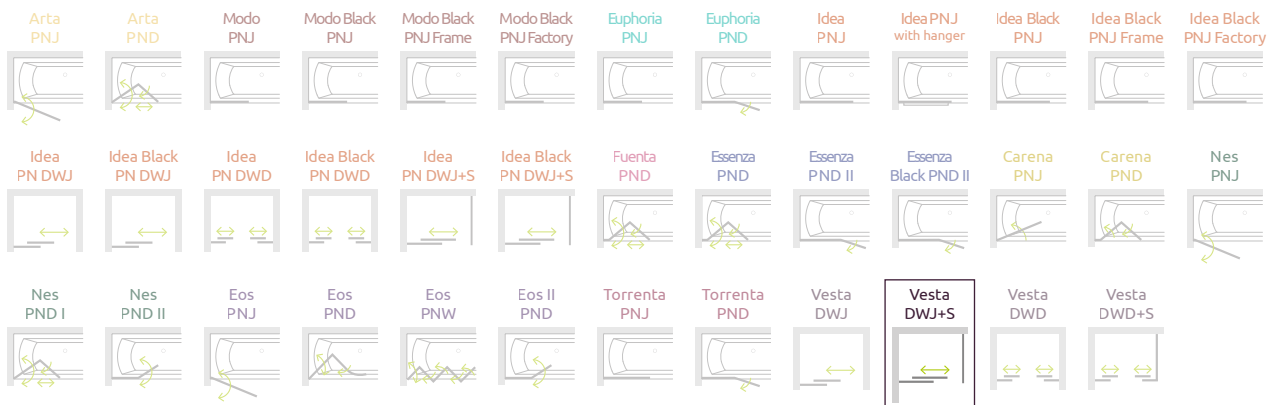 Arta
PND
Arta
PNJ
Modo
PNJ
Modo Black
PNJ
Modo Black
PNJ Frame
Modo Black
PNJ Factory
Euphoria
PNJ
Euphoria
PND
Idea
PNJ
Idea PNJ
with hanger
Idea Black
PNJ
Idea Black
PNJ Frame
Idea Black
PNJ Factory
Idea
PN DWJ
Idea Black
PN DWJ
Idea
PN DWD
Idea Black
PN DWD
Idea
PN DWJ+S
Idea Black
PN DWJ+S
Fuenta
PND
Essenza
PND
Essenza
PND II
Essenza
Black PND II
Carena
PNJ
Carena
PND
Nes
PNJ
Nes
PND I
Nes
PND II
Eos
PNJ
Eos
PND
Eos
PNW
Eos II
PND
Torrenta
PNJ
Torrenta
PND
Vesta
DWJ
Vesta
DWJ+S
Vesta
DWD
Vesta
DWD+S